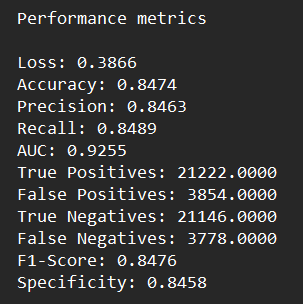 Performance metrics
Loss: 0.3866
Accuracy: 0.8474
Precision: 0.8463
Recall: 0.8489
AUC: 0.9255
True Positives: 21222.0000
False Positives: 3854.0000
True Negatives: 21146.0000
False Negatives: 3778.0000
F1-Score: 0.8476
Specificity: 0.8458